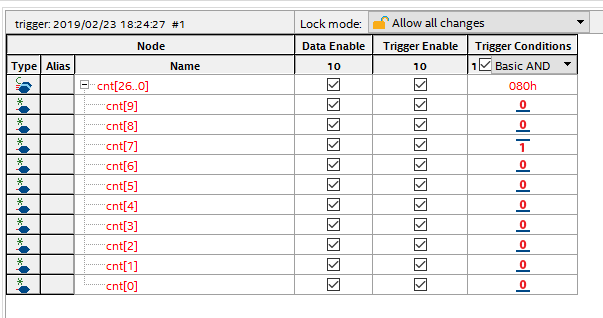 trigger: 2019/02/23 18:24:27 #1 Lock mode: Allow all changes
Node Data Enable Trigger Enable Trigger Conditions
Type Alias Name 10 10 1 Basic AND
cnt[26..0] 080h
cnt[9] 0
cnt[8] 0
cnt[7] 1
cnt[6] 0
cnt[5] 0
cnt[4] 0
cnt[3] 0
cnt[2] 0
cnt[1] 0
cnt[0] 0